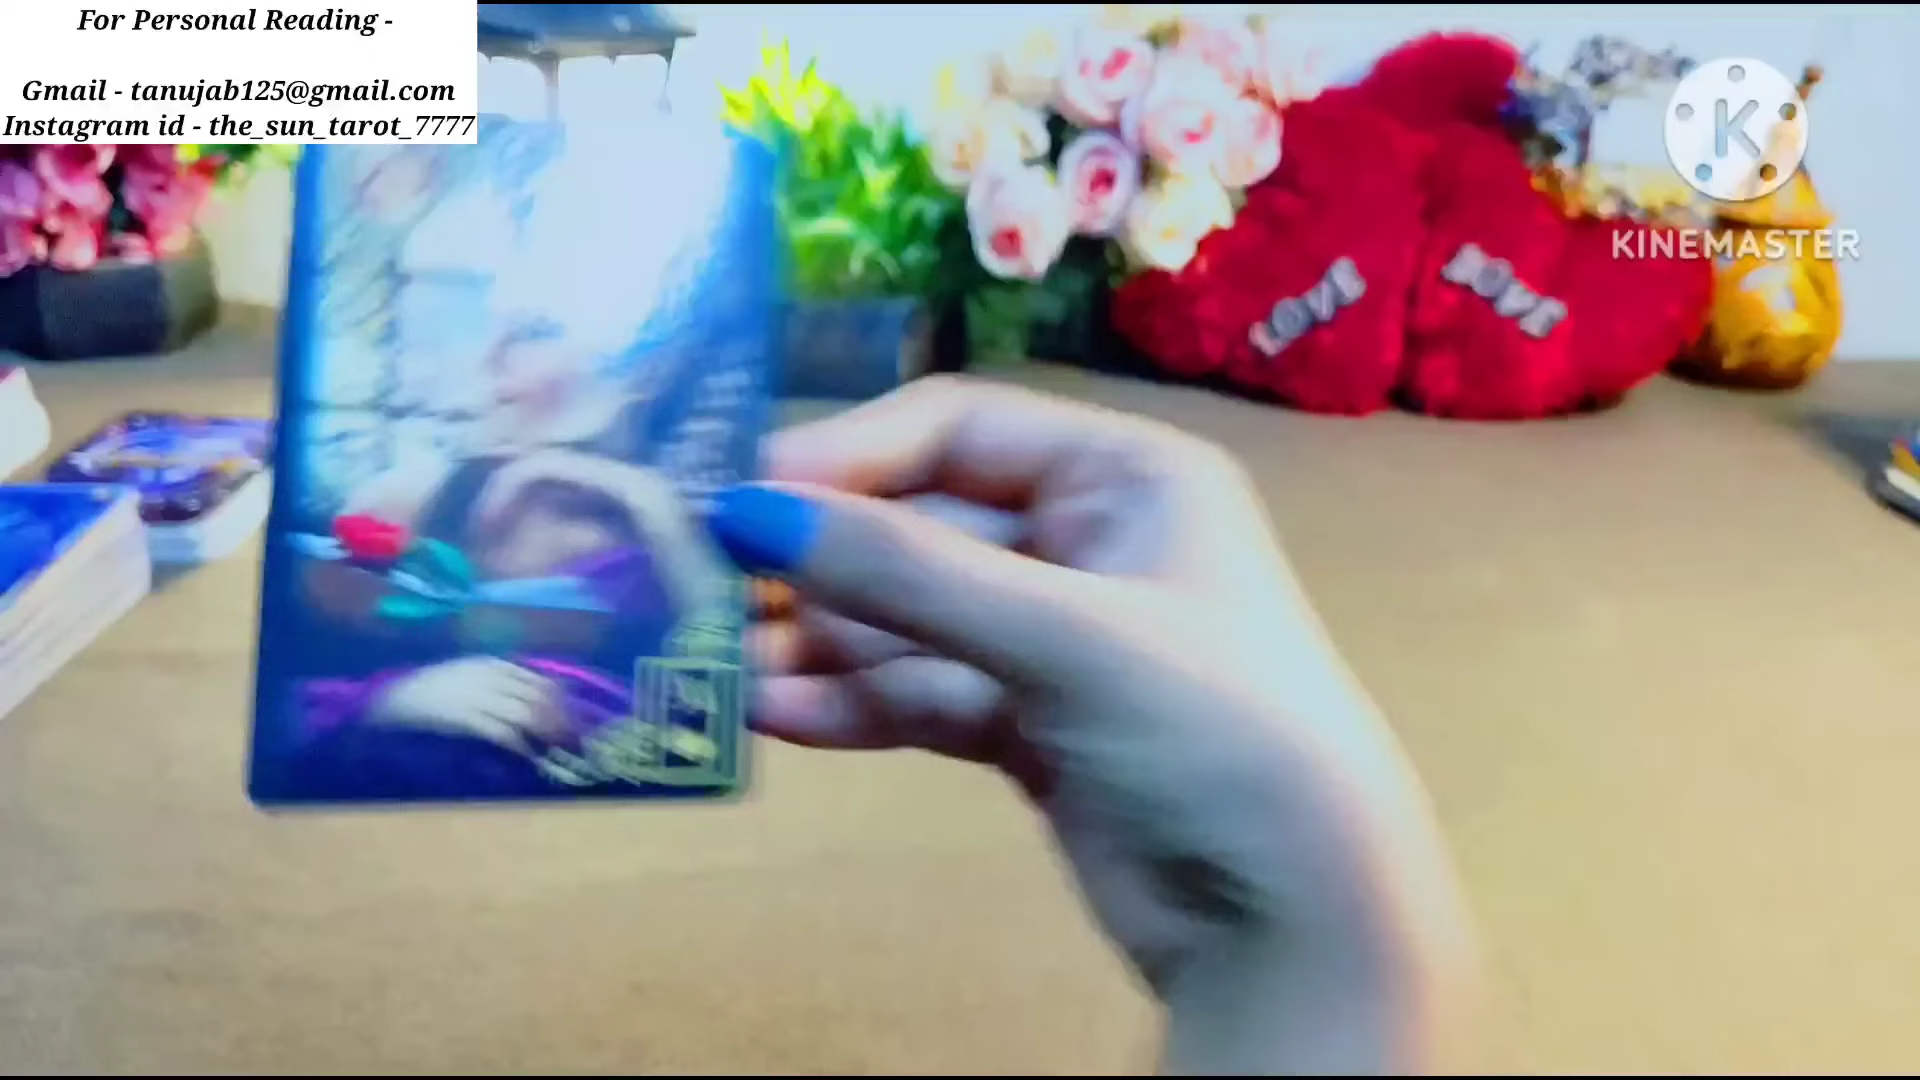 For Personal Reading -
Gmail - tanujab125@gmail.com
Instagram id - the_sun_tarot_7777
K
KINEMASTER
LOVE
LOVE